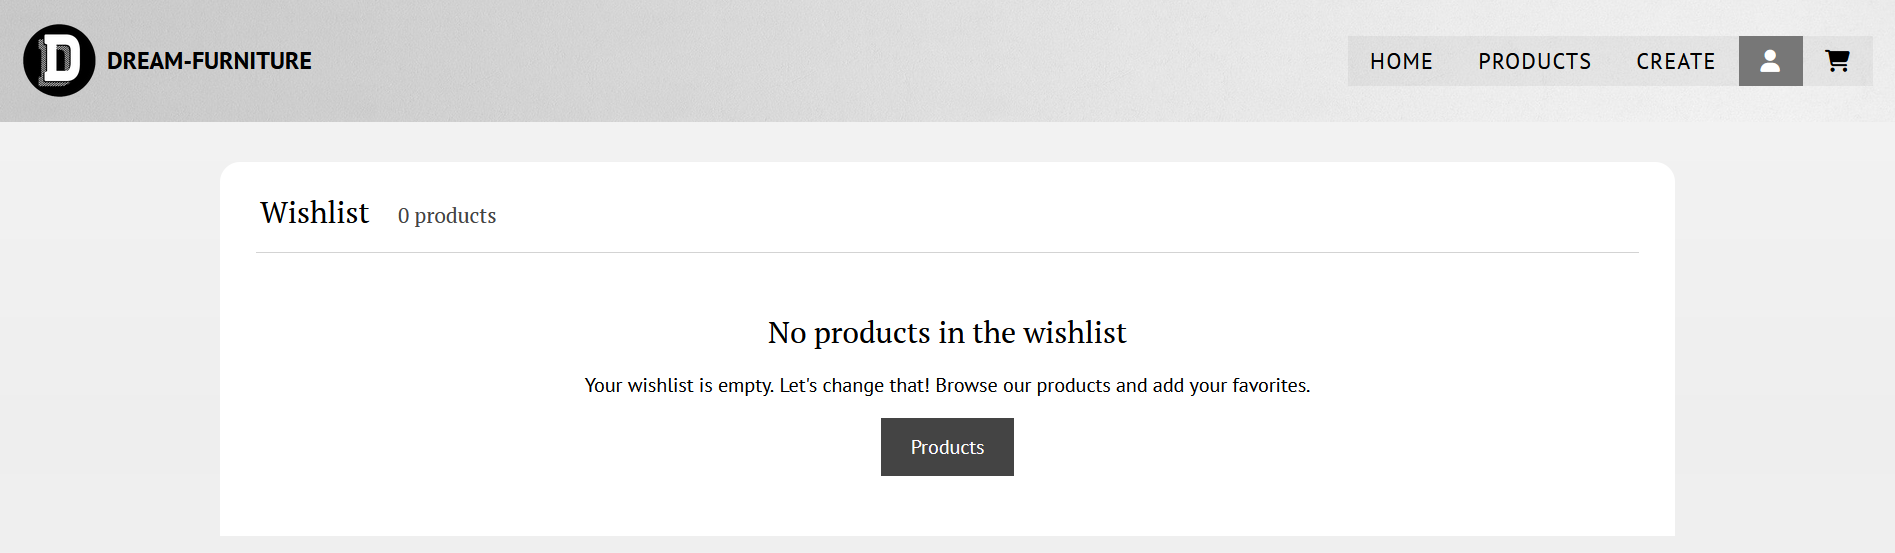 D DREAM-FURNITURE
HOME PRODUCTS CREATE
Wishlist 0 products
No products in the wishlist
Your wishlist is empty. Let's change that! Browse our products and add your favorites.
Products